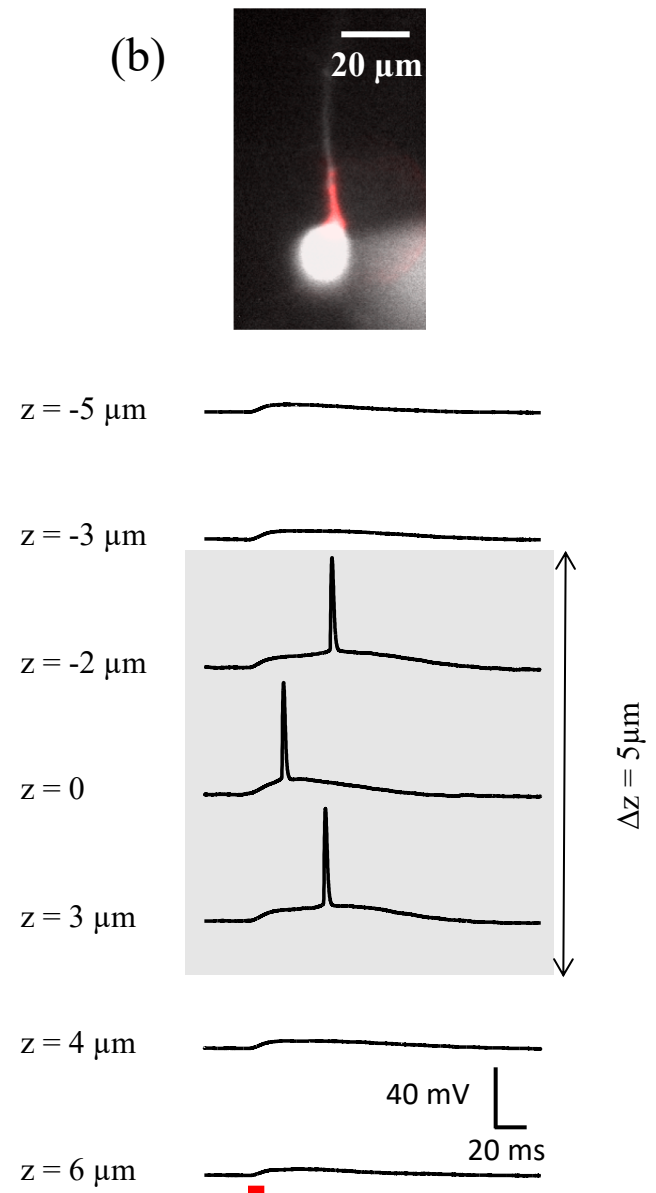 (b)
20 µm
z = -5 µm
z = -3 µm
z = -2 µm
z = 0
z = 3 µm
Δz = 5µm
z = 4 µm
40 mV
20 ms
z = 6 µm